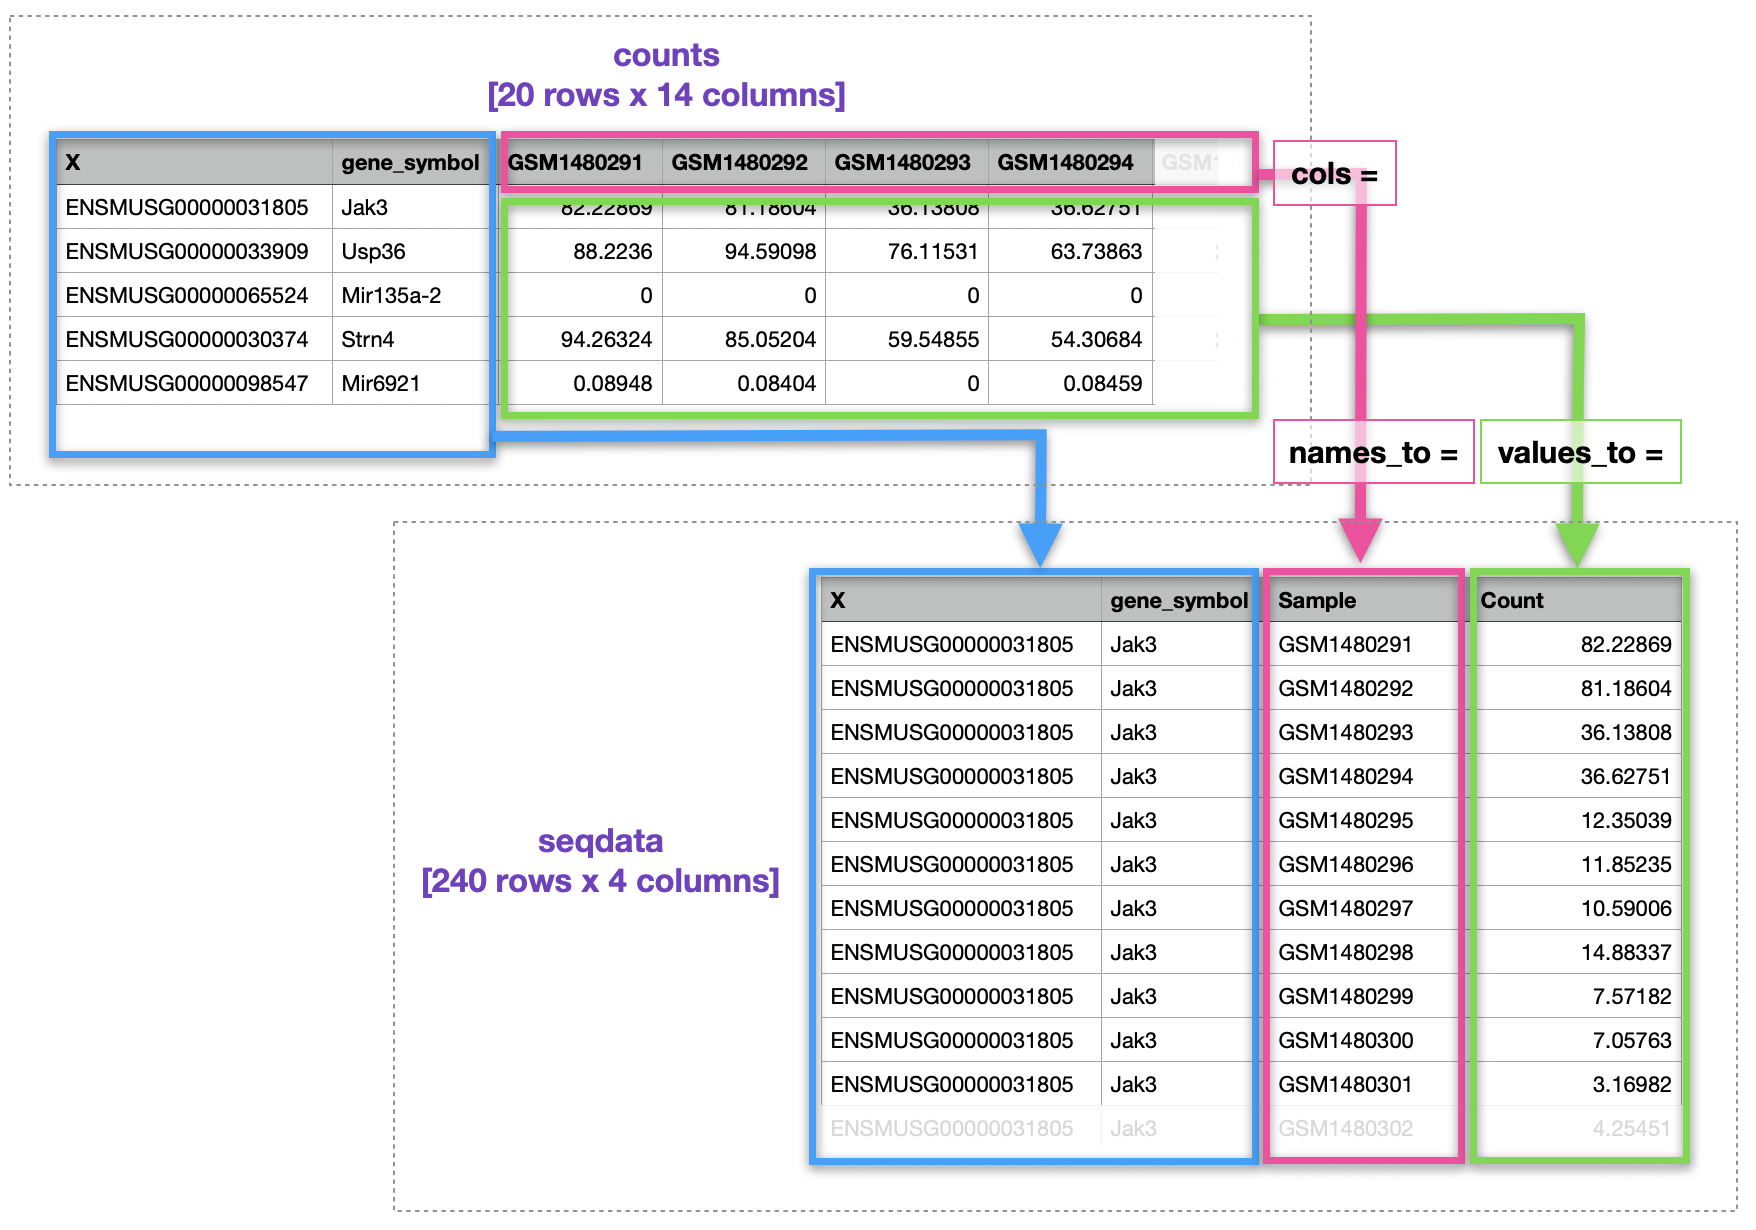 counts
[20 rows x 14 columns]
X gene_symbol GSM1480291 GSM1480292 GSM1480293 GSM1480294
cols =
ENSMUSG00000031805 Jak3 82.22869 81.18604 36.13808 36.62751
ENSMUSG00000033909 Usp36 88.2236 94.59098 76.11531 63.73863
ENSMUSG00000065524 Mir135a-2 0 0 0 0
ENSMUSG00000030374 Strn4 94.26324 85.05204 59.54855 54.30684
ENSMUSG00000098547 Mir6921 0.08948 0.08404 0 0.08459
names_to = values_to =
X gene_symbol Sample Count
ENSMUSG00000031805 Jak3 GSM1480291 82.22869
ENSMUSG00000031805 Jak3 GSM1480292 81.18604
ENSMUSG00000031805 Jak3 GSM1480293 36.13808
ENSMUSG00000031805 Jak3 GSM1480294 36.62751
ENSMUSG00000031805 Jak3 GSM1480295 12.35039
seqdata
[240 rows x 4 columns]
ENSMUSG00000031805 Jak3 GSM1480296 11.85235
ENSMUSG00000031805 Jak3 GSM1480297 10.59006
ENSMUSG00000031805 Jak3 GSM1480298 14.88337
ENSMUSG00000031805 Jak3 GSM1480299 7.57182
ENSMUSG00000031805 Jak3 GSM1480300 7.05763
ENSMUSG00000031805 Jak3 GSM1480301 3.16982
ENSMUSG00000031805 Jak3 GSM1480302 4.25451